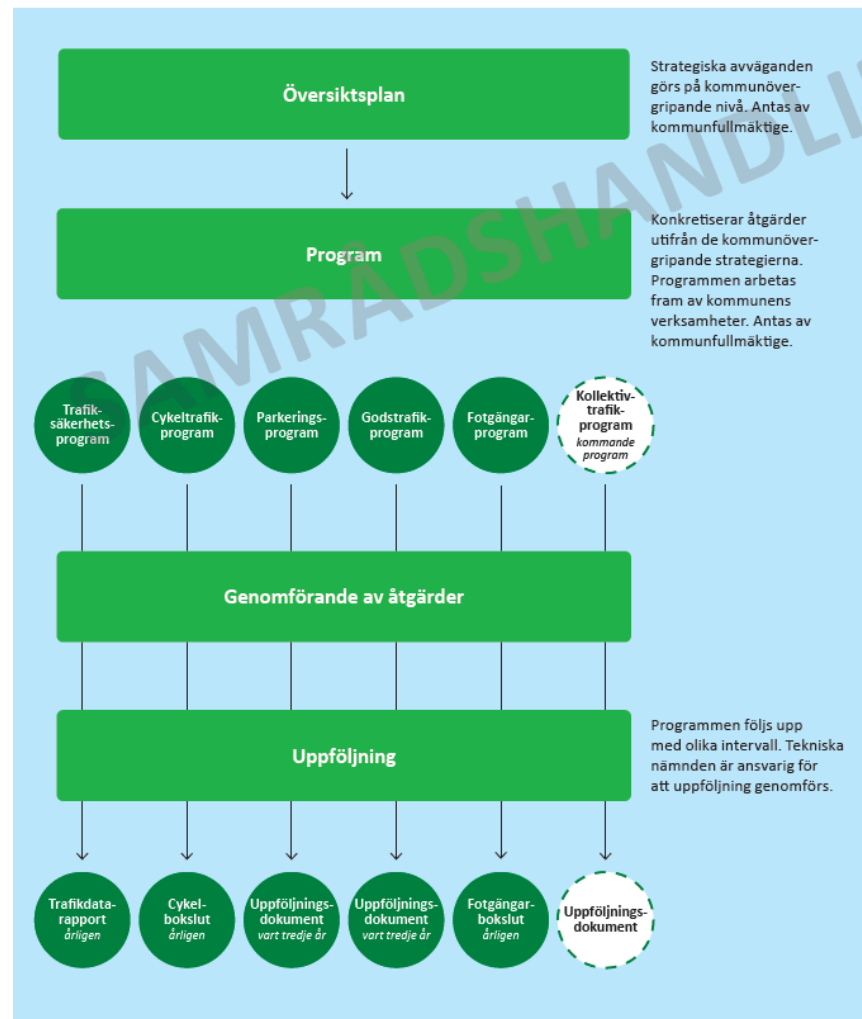 Översiktsplan
Strategiska avväganden
görs på kommunöver-
gripande nivå. Antas av
kommunfullmäktige.
Program
Konkretiserar åtgärder
utifrån de kommunöver-
gripande strategierna.
Programmen arbetas
fram av kommunens
verksamheter. Antas av
kommunfullmäktige.
SAMRÅDSHANDLI
Trafik-
säkerhets-
program
Cykeltrafik-
program
Parkerings-
program
Godstrafik-
program
Fotgängar-
program
Kollektiv-
trafik-
program
kommande
program
Genomförande av åtgärder
Uppföljning
Programmen följs upp
med olika intervall. Tekniska
nämnden är ansvarig för
att uppföljning genomförs.
Trafikdata-
rapport
årligen
Cykel-
bokslut
årligen
Uppföljnings-
dokument
vart tredje år
Uppföljnings-
dokument
vart tredje år
Fotgängar-
bokslut
årligen
Uppföljnings-
dokument